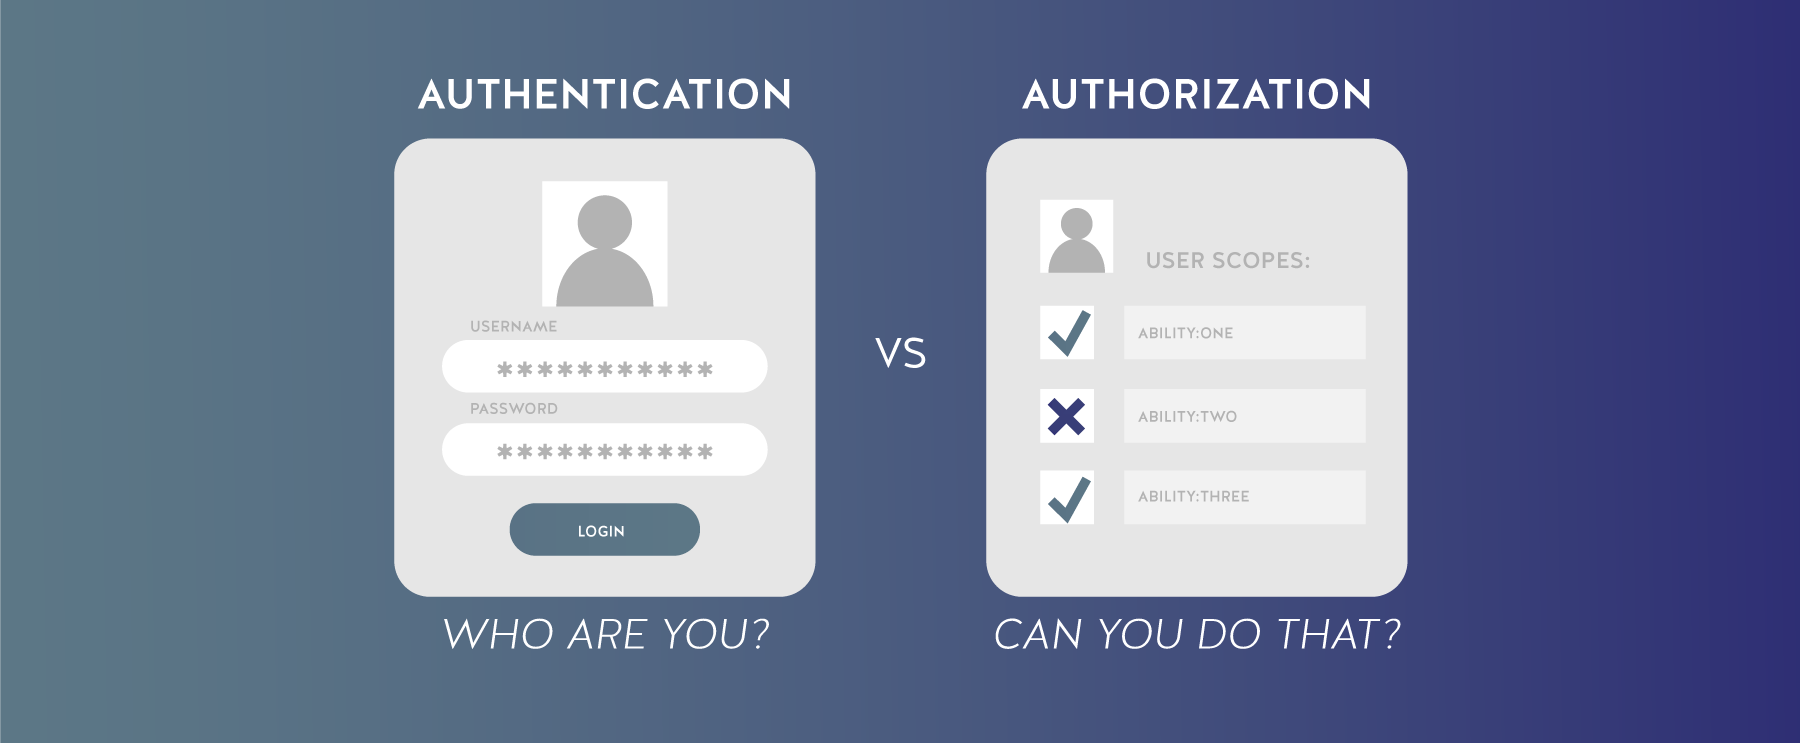 AUTHENTICATION
USERNAME
***********
PASSWORD
***********
LOGIN
WHO ARE YOU?
VS
AUTHORIZATION
USER SCOPES:
ABILITY:ONE
ABILITY:TWO
ABILITY:THREE
CAN YOU DO THAT?